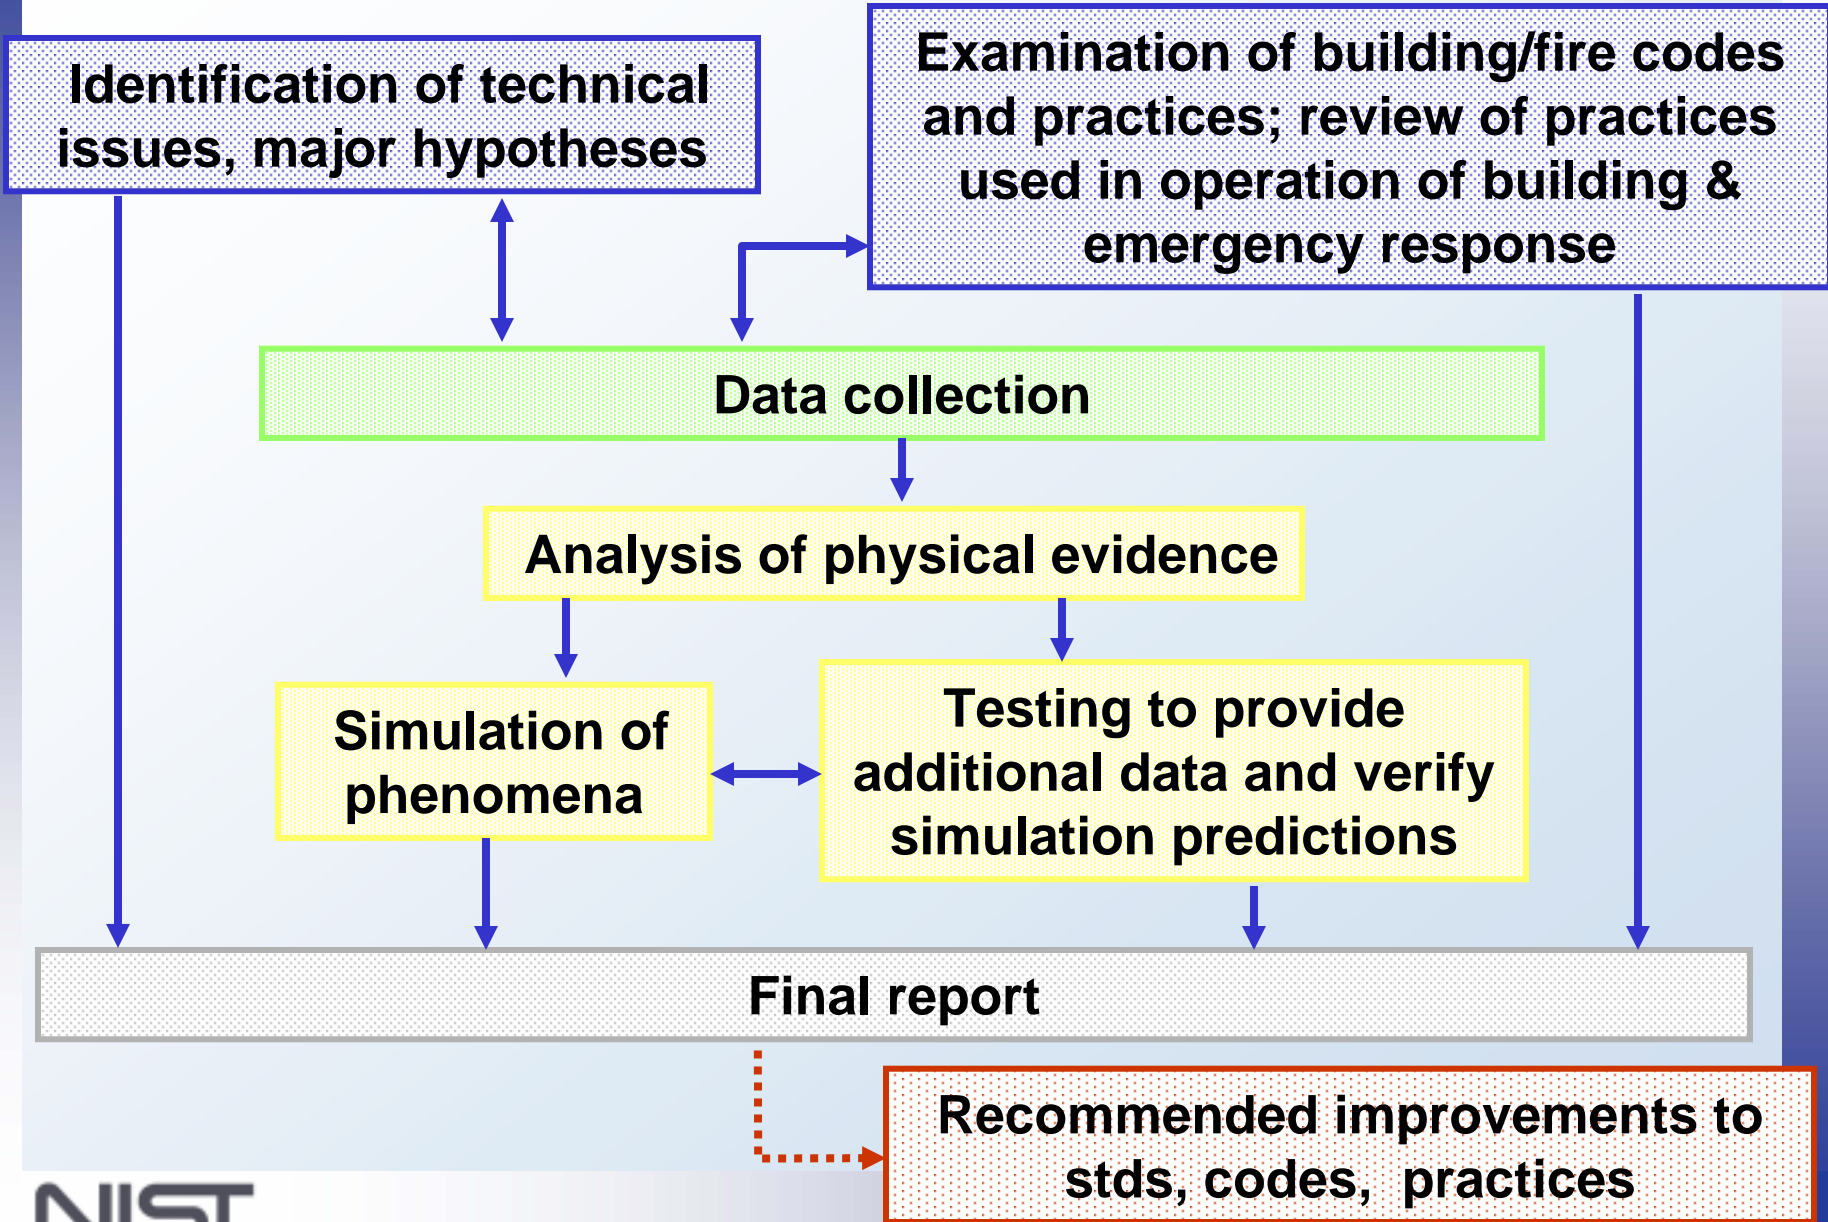 Identification of technical
issues, major hypotheses
Examination of building/fire codes
and practices; review of practices
used in operation of building &
emergency response
Data collection
Analysis of physical evidence
Simulation of
phenomena
Testing to provide
additional data and verify
simulation predictions
Final report
Recommended improvements to
stds, codes, practices
NIST